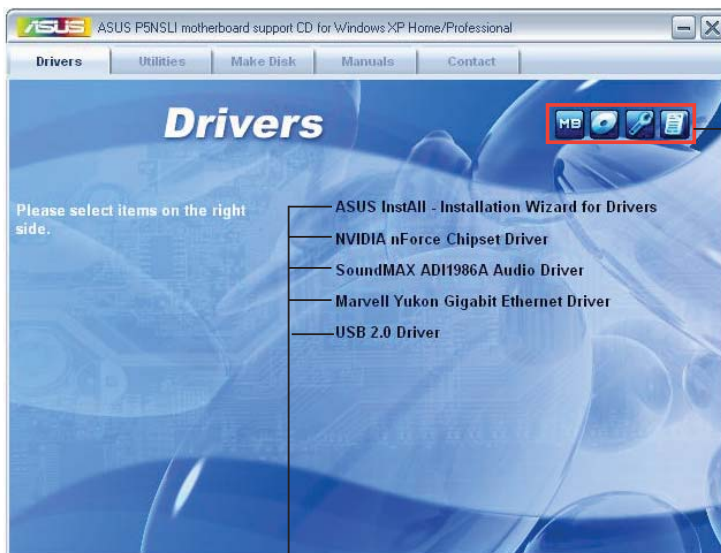 ASUS ASUS P5NSLI motherboard support CD for Windows XP Home/Professional
Drivers Utilities Make Disk Manuals Contact
Drivers
MB
Please select items on the right
side.
ASUS InstAll - Installation Wizard for Drivers
NVIDIA nForce Chipset Driver
SoundMAX ADI1986A Audio Driver
Marvell Yukon Gigabit Ethernet Driver
USB 2.0 Driver